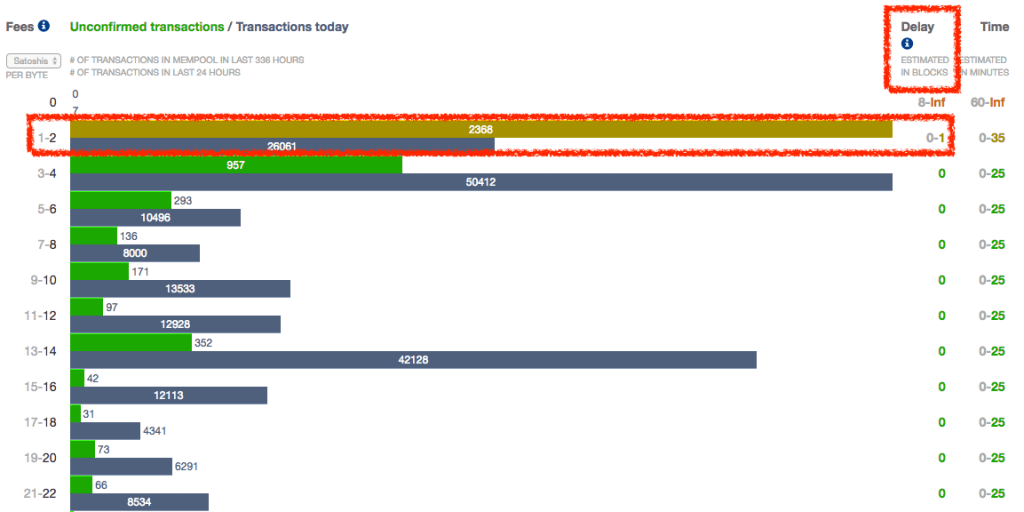 Fees Unconfirmed transactions / Transactions today Delay Time
Satoshis # OF TRANSACTIONS IN MEMPOOL IN LAST 336 HOURS ESTIMATED ESTIMATED
PER BYTE # OF TRANSACTIONS IN LAST 24 HOURS IN BLOCKS IN MINUTES
0 0 8-Inf 60-Inf
7
1-2 2368 0-1 0-35
26061
3-4 957 0 0-25
50412
5-6 293 0 0-25
10496
7-8 136 0 0-25
8000
9-10 171 0 0-25
13533
11-12 97 0 0-25
12928
13-14 352 0 0-25
42128
15-16 42 0 0-25
12113
17-18 31 0 0-25
4341
19-20 73 0 0-25
6291
21-22 66 0 0-25
8534